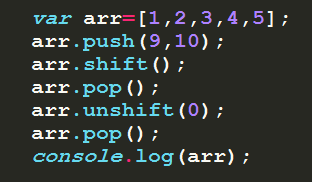 var arr=[1,2,3,4,5];
arr.push(9,10);
arr.shift();
arr.pop();
arr.unshift(0);
arr.pop();
console.log(arr);